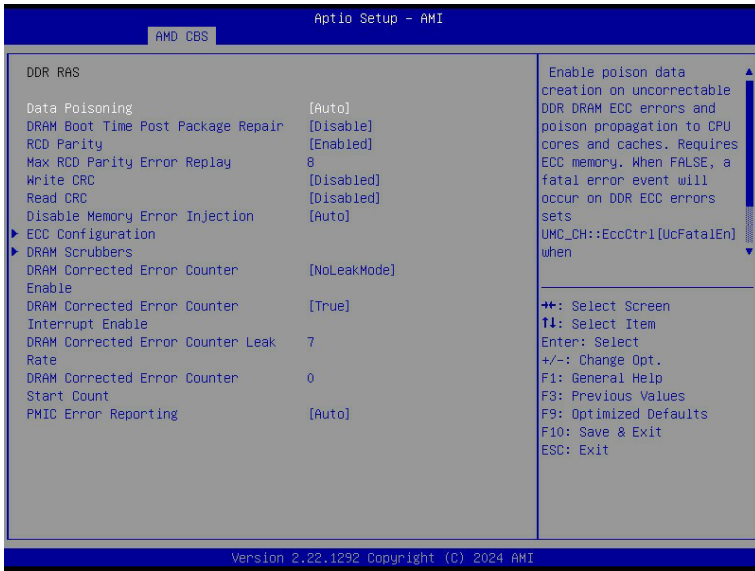 Aptio Setup – AMI
AMD CBS
DDR RAS
Data Poisoning [Auto]
DRAM Boot Time Post Package Repair [Disable]
RCD Parity [Enabled]
Max RCD Parity Error Replay 8
Write CRC [Disabled]
Read CRC [Disabled]
Disable Memory Error Injection [Auto]
ECC Configuration
DRAM Scrubbers
DRAM Corrected Error Counter [NoLeakMode]
Enable
DRAM Corrected Error Counter [True]
Interrupt Enable
DRAM Corrected Error Counter Leak 7
Rate
DRAM Corrected Error Counter 0
Start Count
PMIC Error Reporting [Auto]
Enable poison data
creation on uncorrectable
DDR DRAM ECC errors and
poison propagation to CPU
cores and caches. Requires
ECC memory. When FALSE, a
fatal error event will
occur on DDR ECC errors
sets
UMC_CH::EccCtrl[UcFatalEn]
when
→←: Select Screen
↑↓: Select Item
Enter: Select
+/-: Change Opt.
F1: General Help
F3: Previous Values
F9: Optimized Defaults
F10: Save & Exit
ESC: Exit
Version 2.22.1292 Copyright (C) 2024 AMI